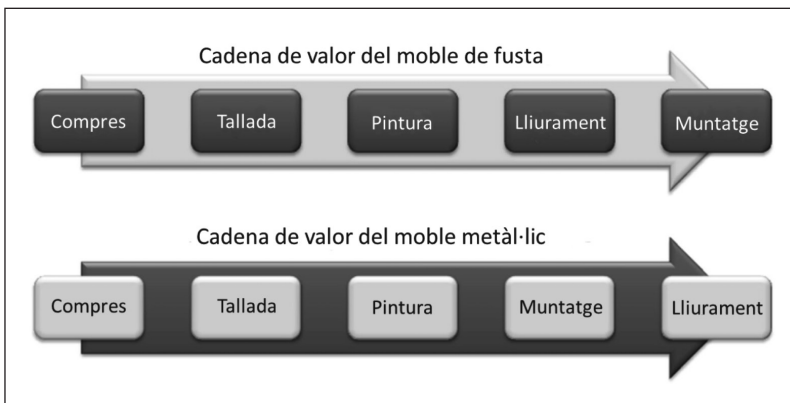 Cadena de valor del moble de fusta
Compres Tallada Pintura Lliurament Muntatge
Cadena de valor del moble metàl·lic
Compres Tallada Pintura Muntatge Lliurament